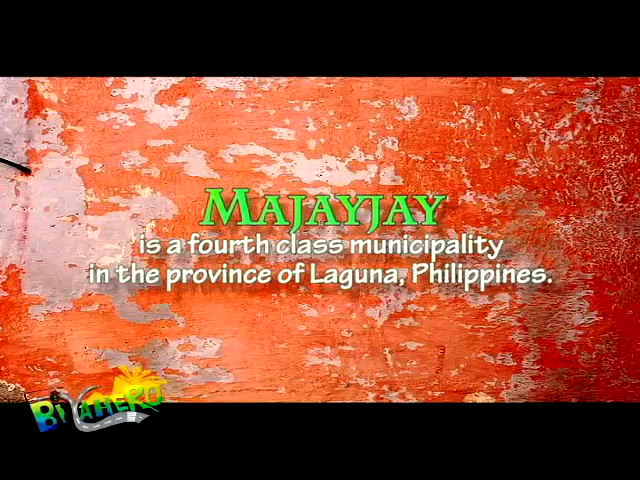 MAJAYJAY
is a fourth class municipality
in the province of Laguna, Philippines.
BIYAHERO